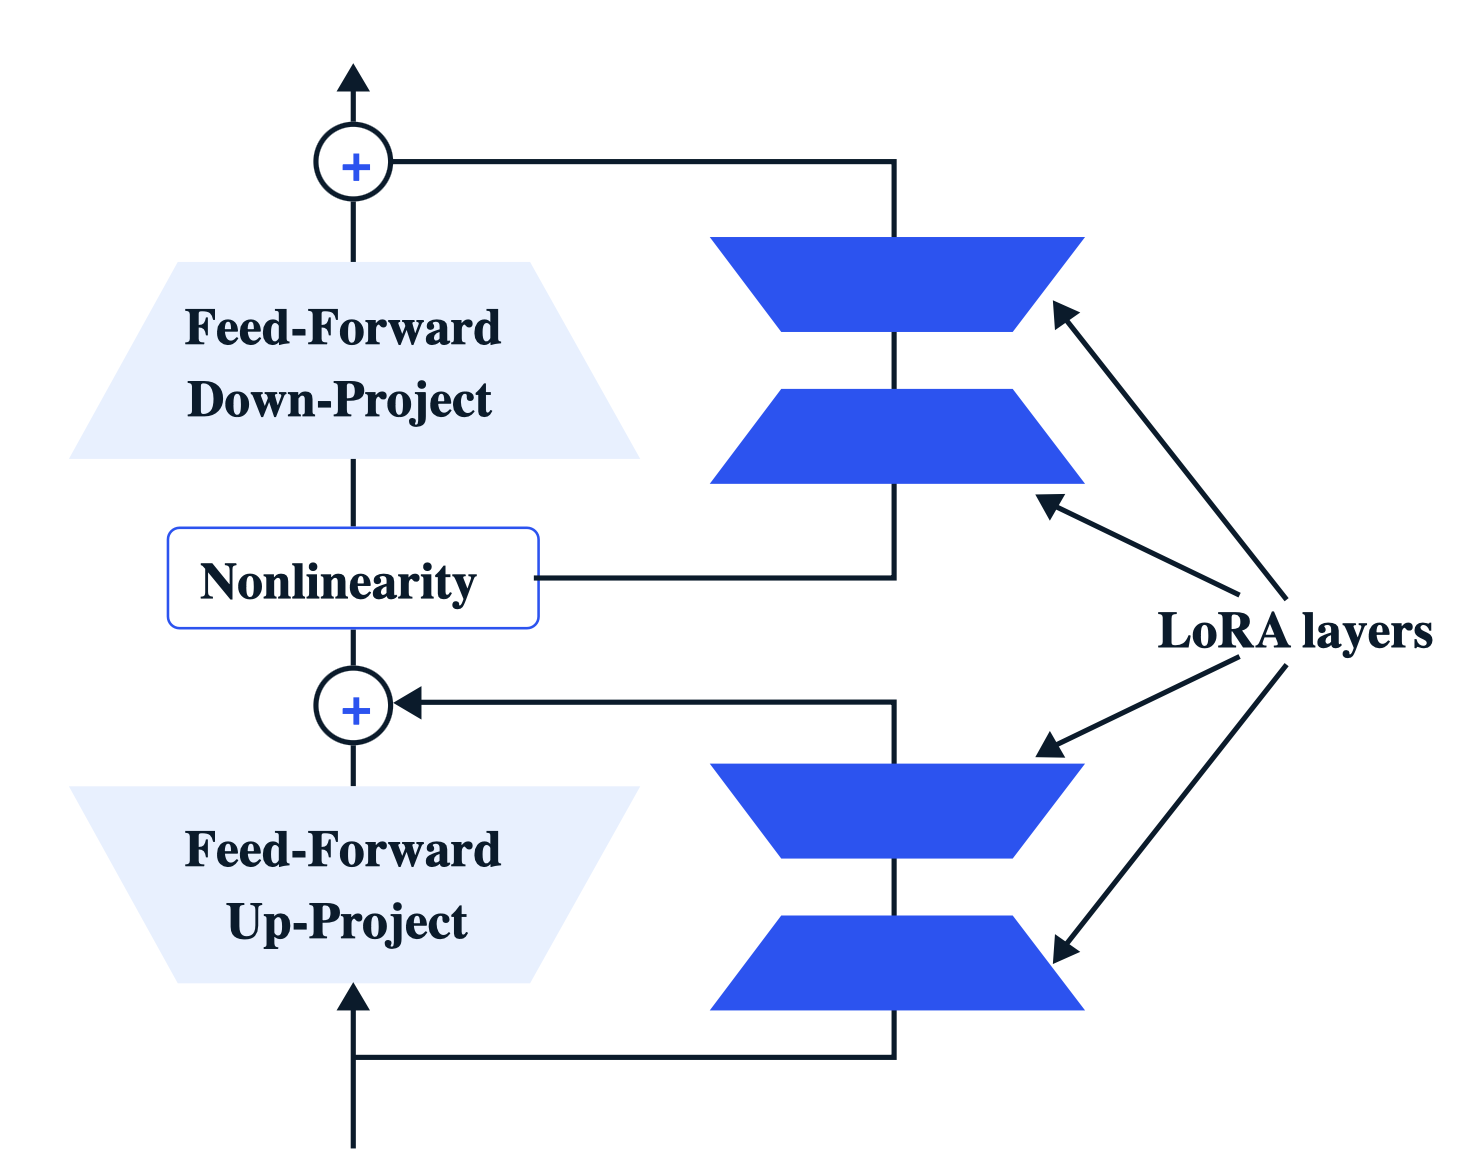 +
Feed-Forward
Down-Project
Nonlinearity
LoRA layers
+
Feed-Forward
Up-Project